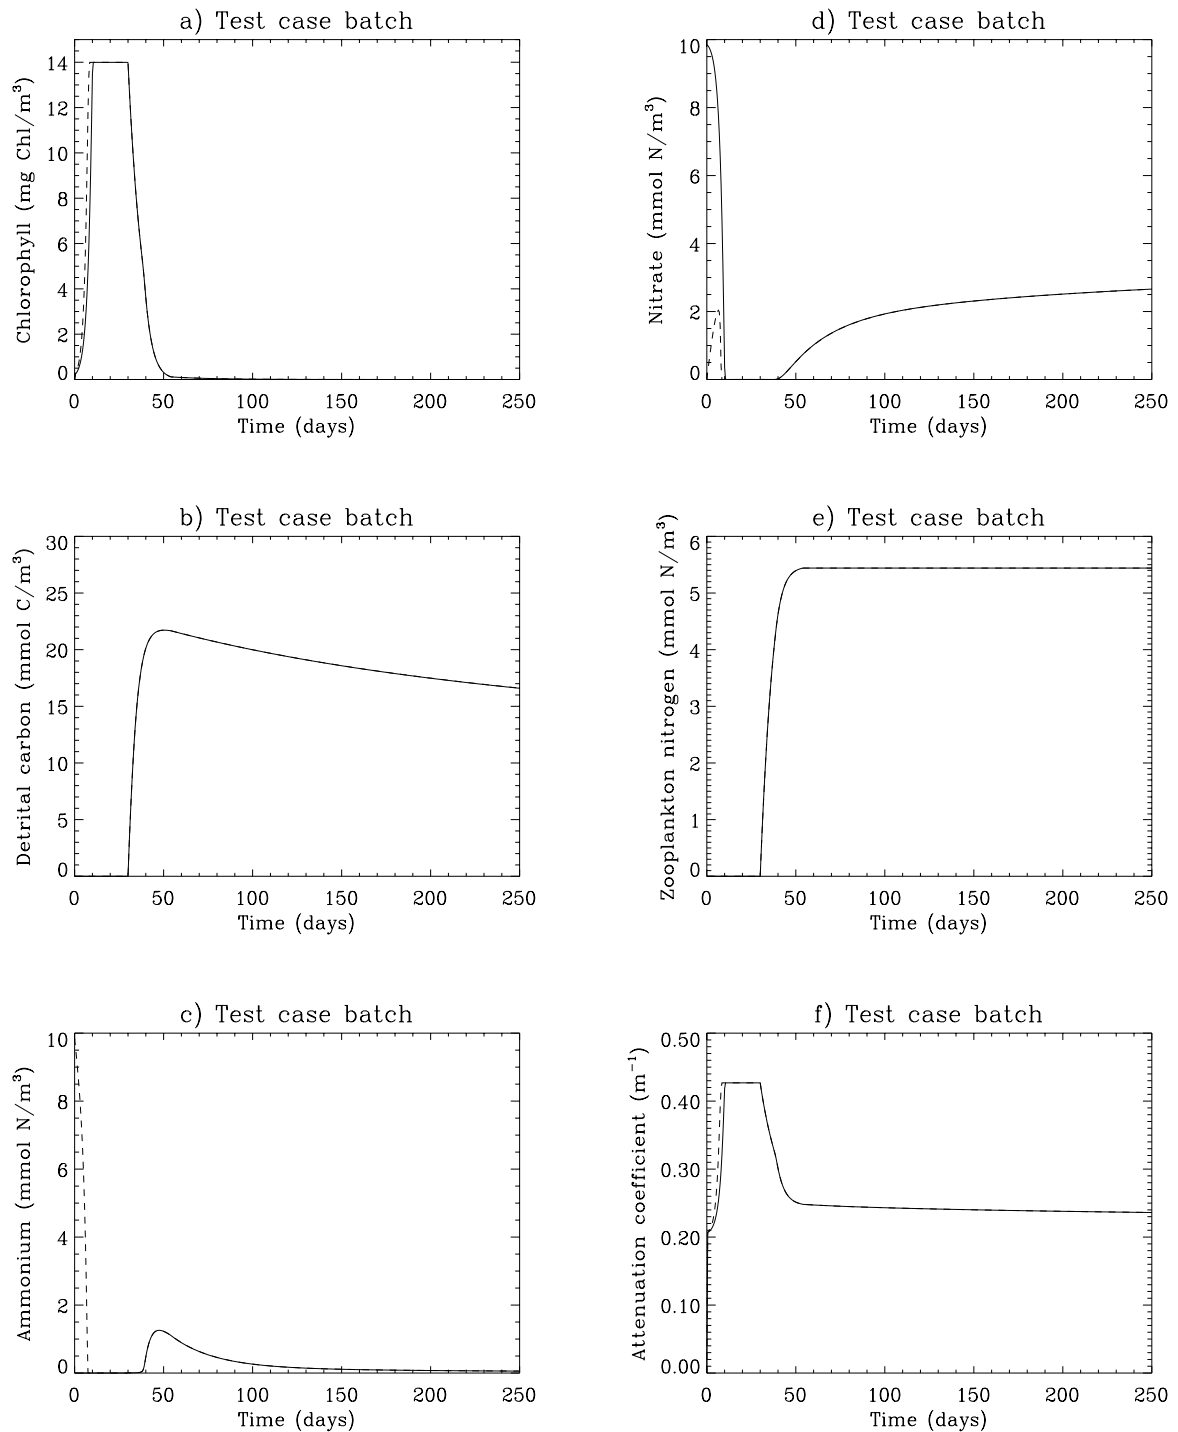 a) Test case batch
Chlorophyll (mg Chl/m³)
14
12
10
8
6
4
2
0
0 50 100 150 200 250
Time (days)
d) Test case batch
Nitrate (mmol N/m³)
10
8
6
4
2
0
0 50 100 150 200 250
Time (days)
b) Test case batch
Detrital carbon (mmol C/m³)
30
25
20
15
10
5
0
0 50 100 150 200 250
Time (days)
e) Test case batch
Zooplankton nitrogen (mmol N/m³)
6
5
4
3
2
1
0
0 50 100 150 200 250
Time (days)
c) Test case batch
Ammonium (mmol N/m³)
10
8
6
4
2
0
0 50 100 150 200 250
Time (days)
f) Test case batch
Attenuation coefficient (m⁻¹)
0.50
0.40
0.30
0.20
0.10
0.00
0 50 100 150 200 250
Time (days)